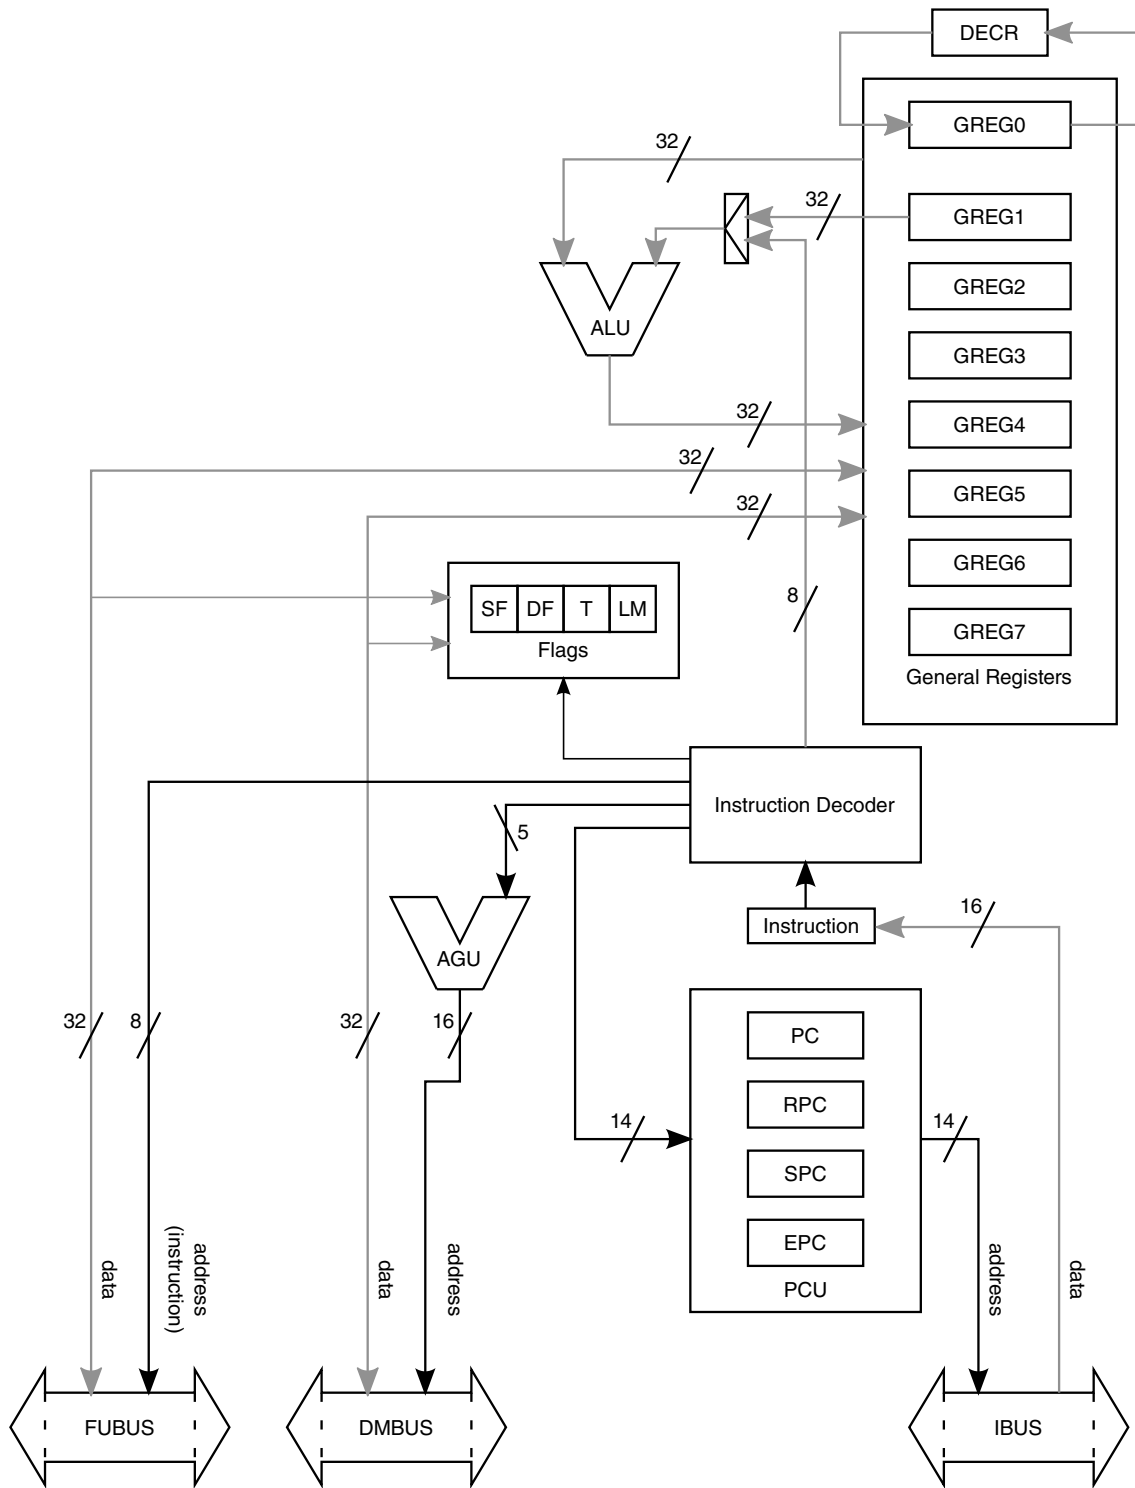 DECR
GREG0
32
32
GREG1
GREG2
ALU
GREG3
32
GREG4
32
GREG5
32
GREG6
8
SF DF T LM
GREG7
Flags
General Registers
Instruction Decoder
5
16
Instruction
AGU
32
8
32
16
PC
RPC
14
14
SPC
EPC
PCU
data
address
(instruction)
data
address
address
data
FUBUS
DMBUS
IBUS